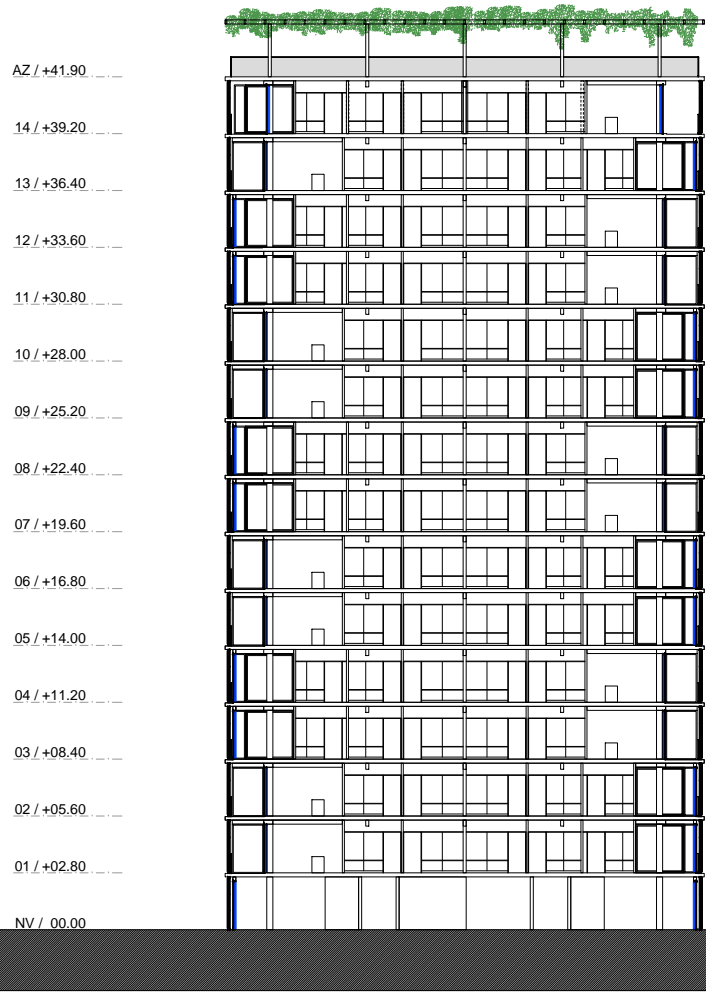 AZ / +41.90
14 / +39.20
13 / +36.40
12 / +33.60
11 / +30.80
10 / +28.00
09 / +25.20
08 / +22.40
07 / +19.60
06 / +16.80
05 / +14.00
04 / +11.20
03 / +08.40
02 / +05.60
01 / +02.80
NV / 00.00